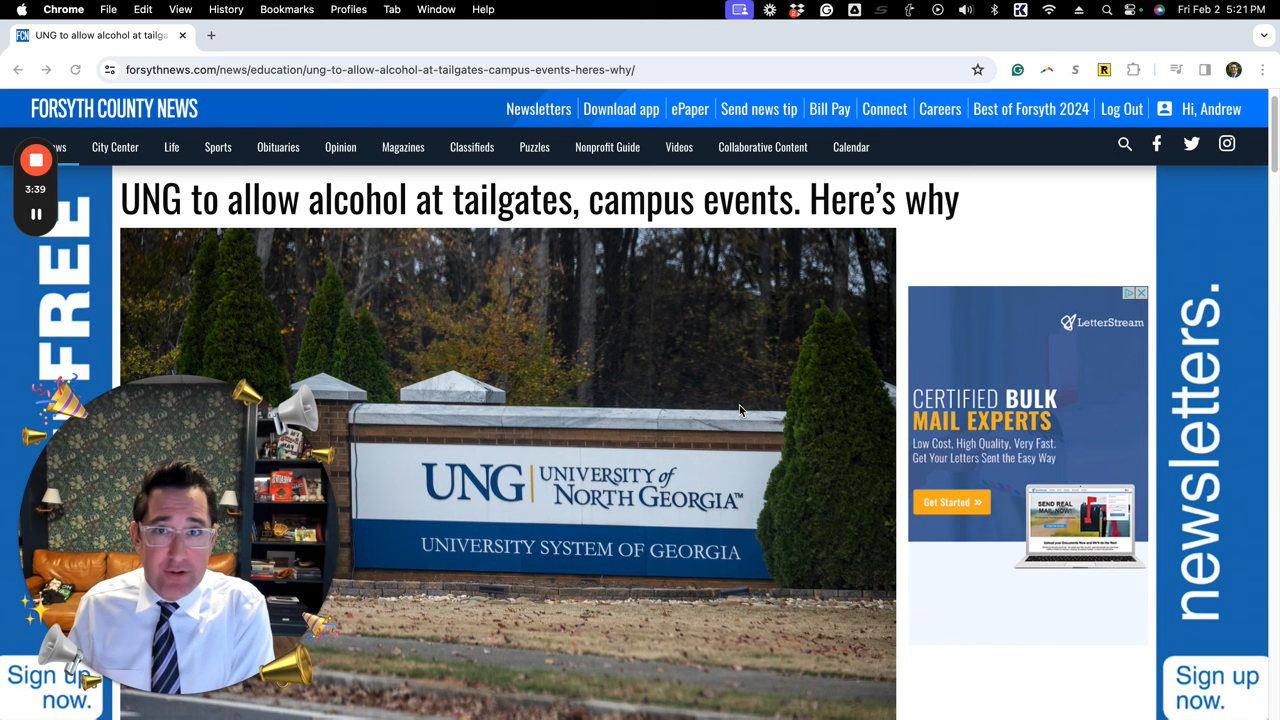 Chrome File Edit View History Bookmarks Profiles Tab Window Help Fri Feb 2 5:21 PM
FCN UNG to allow alcohol at tailga
forsythnews.com/news/education/ung-to-allow-alcohol-at-tailgates-campus-events-heres-why/
FORSYTH COUNTY NEWS Newsletters Download app ePaper Send news tip Bill Pay Connect Careers Best of Forsyth 2024 Log Out Hi, Andrew
City Center Life Sports Obituaries Opinion Magazines Classifieds Puzzles Nonprofit Guide Videos Collaborative Content Calendar
3:39
UNG to allow alcohol at tailgates, campus events. Here's why
FREE
UNG UNIVERSITY of
NORTH GEORGIA™
UNIVERSITY SYSTEM OF GEORGIA
LetterStream
CERTIFIED BULK
MAIL EXPERTS
Low Cost, High Quality, Very Fast.
Get Your Letters Sent the Easy Way
Get Started »
SEND REAL
MAIL NOW!
newsletters.
Sign up
now.
Sign up
now.